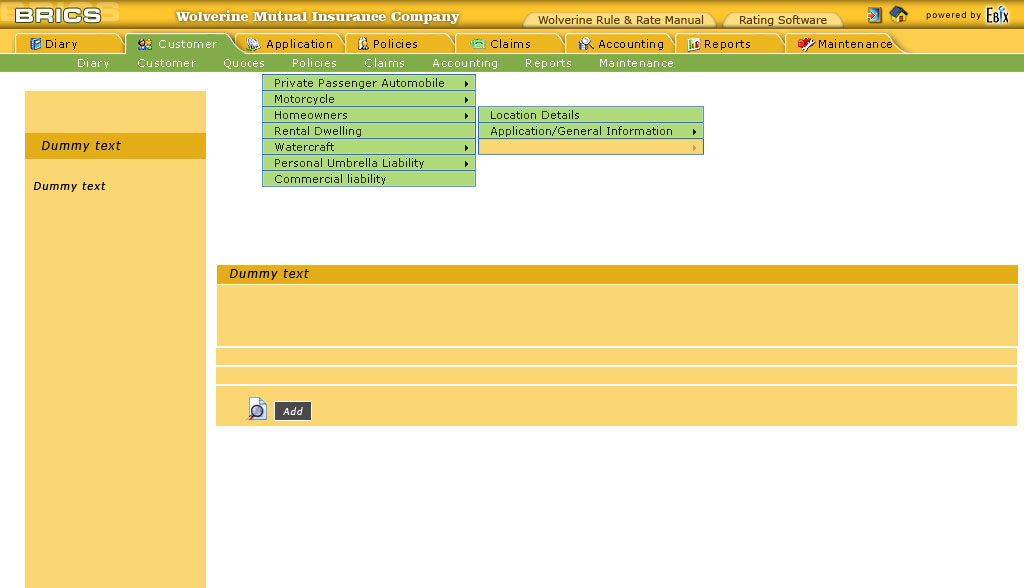 BRICS
Wolverine Mutual Insurance Company
Wolverine Rule & Rate Manual
Rating Software
powered by Ebix
Diary Customer Application Policies Claims Accounting Reports Maintenance
Diary Customer Quoces Policies Claims Accounting Reports Maintenance
Private Passenger Automobile
Motorcycle
Homeowners
Location Details
Rental Dwelling
Application/General Information
Watercraft
Personal Umbrella Liability
Commercial liability
Dummy text
Dummy text
Dummy text
Add